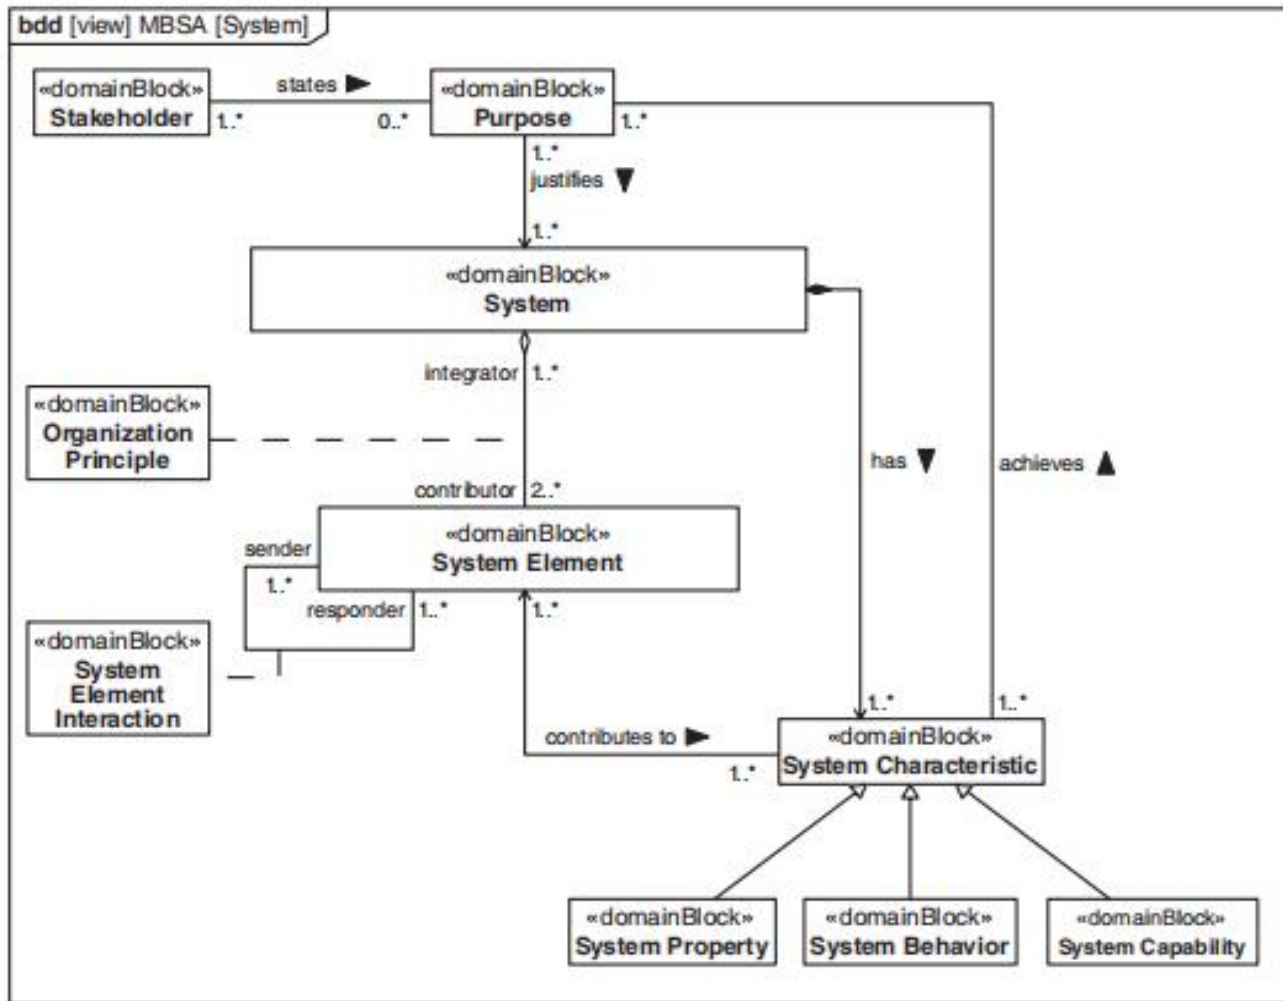 bdd [view] MBSA [System]
«domainBlock»
Stakeholder
states ►
1..*
0..*
«domainBlock»
Purpose
1..*
1..*
justifies ▼
1..*
«domainBlock»
System
integrator
1..*
«domainBlock»
Organization
Principle
has ▼
achieves ▲
contributor
2..*
«domainBlock»
System Element
sender
1..*
responder
1..*
1..*
«domainBlock»
System
Element
Interaction
contributes to ►
1..*
1..*
1..*
«domainBlock»
System Characteristic
«domainBlock»
System Property
«domainBlock»
System Behavior
«domainBlock»
System Capability